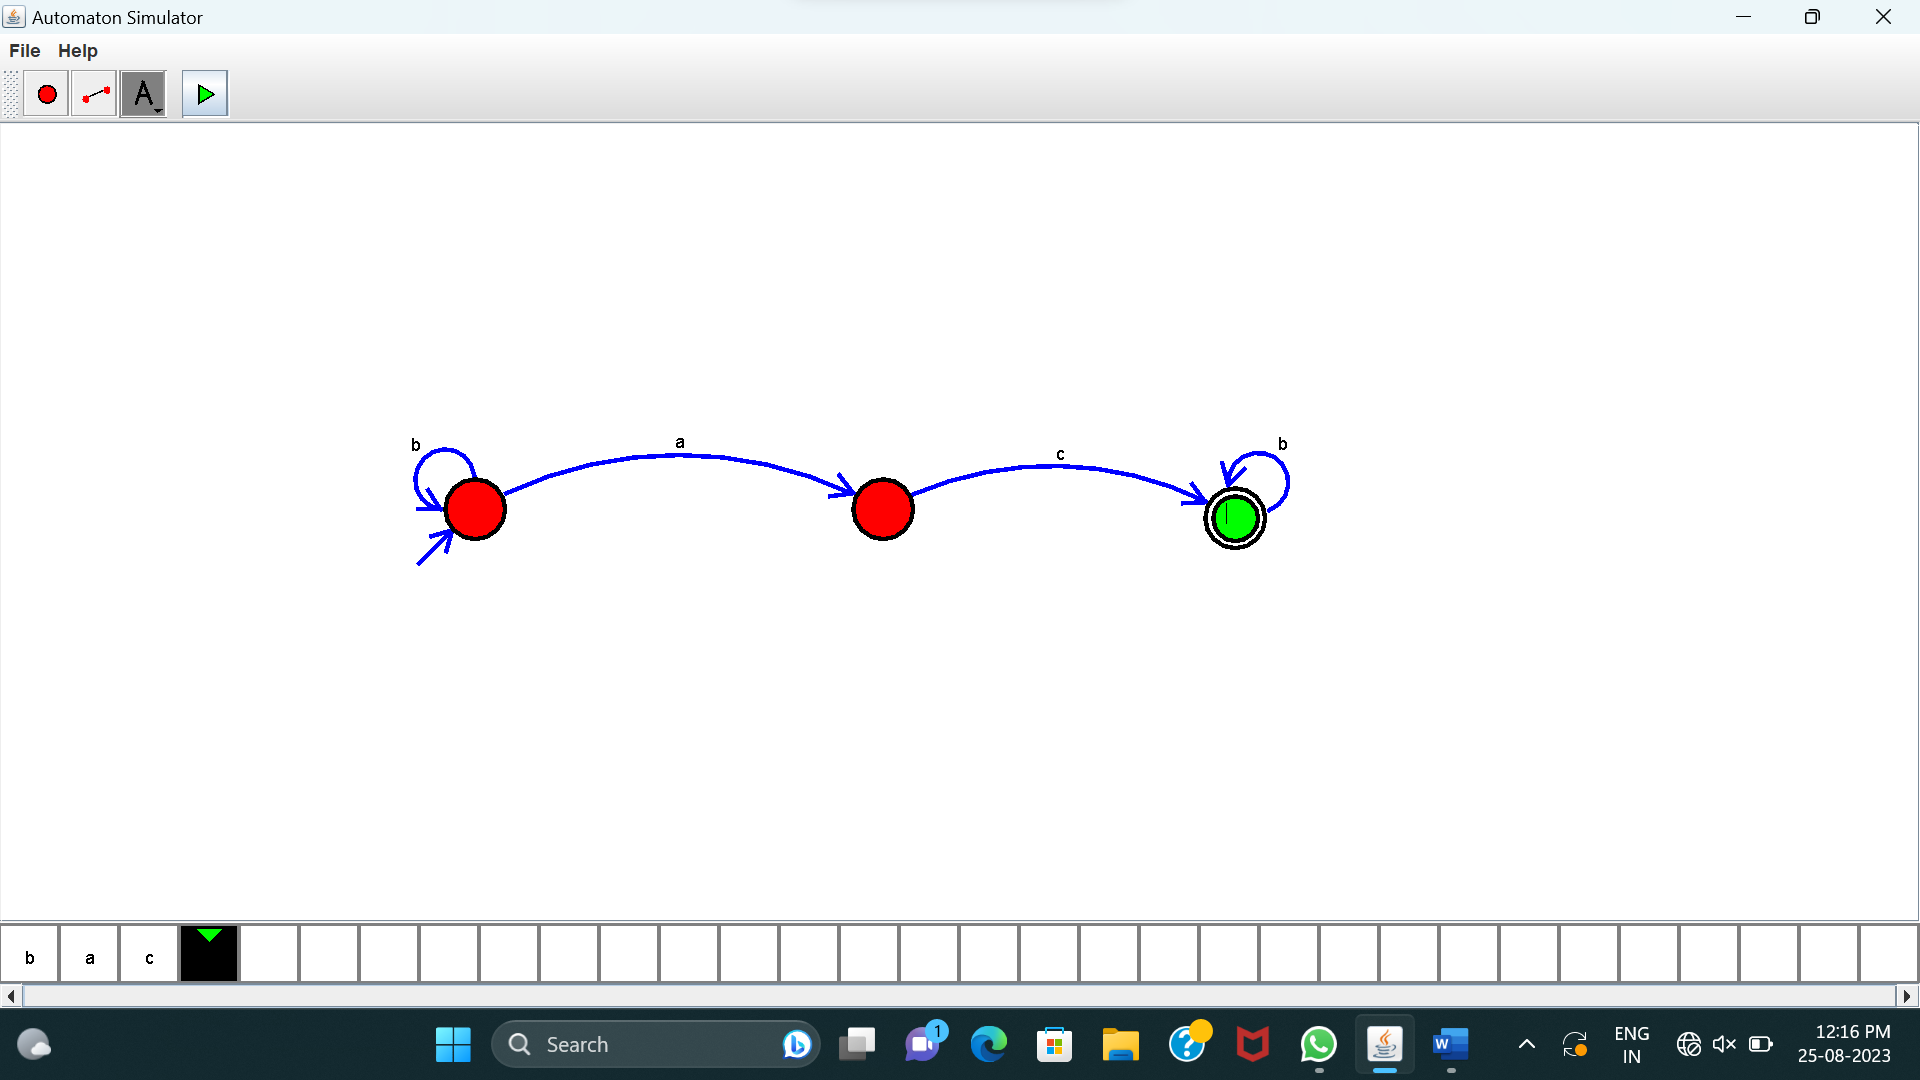 Automaton Simulator
File Help
A
b
a
c
b
b a c
Search
1
W
ENG
IN
12:16 PM
25-08-2023